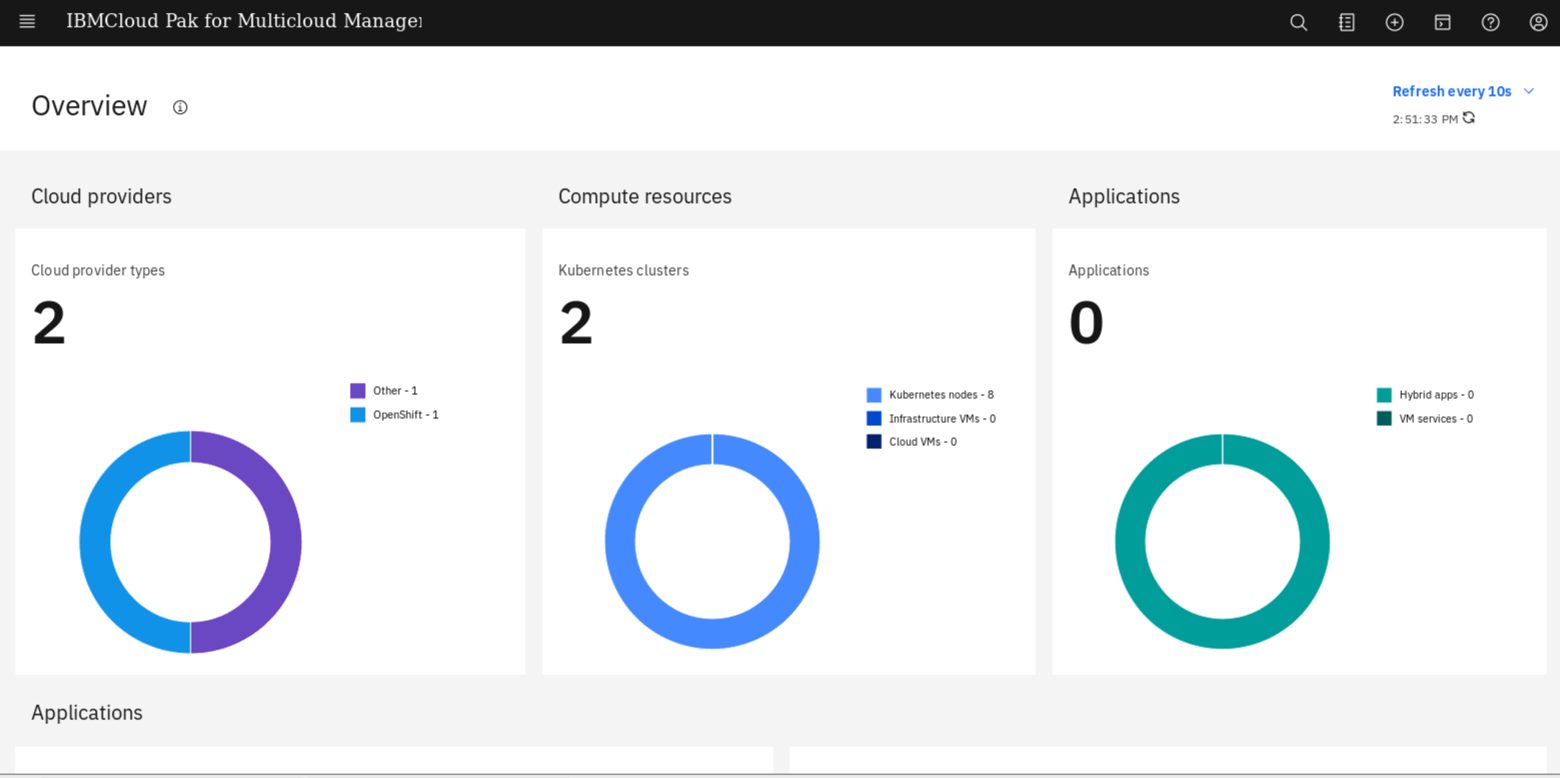 IBMCloud Pak for Multicloud Manager
Overview
Refresh every 10s
2:51:33 PM
Cloud providers
Compute resources
Applications
Cloud provider types
2
Other - 1
OpenShift - 1
Kubernetes clusters
2
Kubernetes nodes - 8
Infrastructure VMs - 0
Cloud VMs - 0
Applications
0
Hybrid apps - 0
VM services - 0
Applications